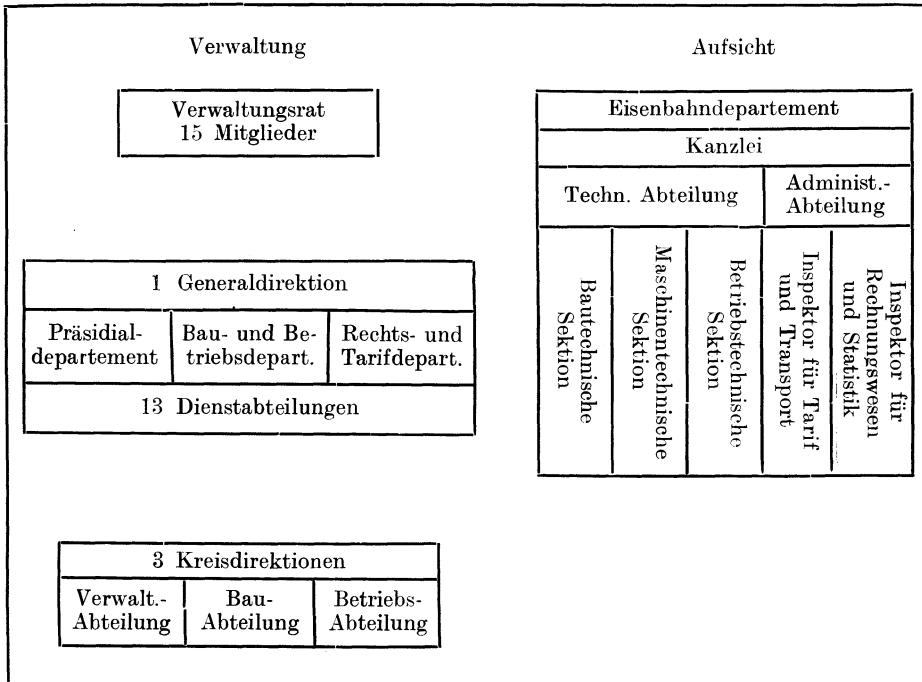 Verwaltung
Verwaltungsrat
15 Mitglieder
1 Generaldirektion
Präsidial-
departement
Bau- und Be-
triebsdepart.
Rechts- und
Tarifdepart.
13 Dienstabteilungen
3 Kreisdirektionen
Verwalt.-
Abteilung
Bau-
Abteilung
Betriebs-
Abteilung
Aufsicht
Eisenbahndepartement
Kanzlei
Techn. Abteilung
Administ.-
Abteilung
Bautechnische
Sektion
Maschinentechnische
Sektion
Betriebstechnische
Sektion
Inspektor für Tarif
und Transport
Inspektor für
Rechnungswesen
und Statistik